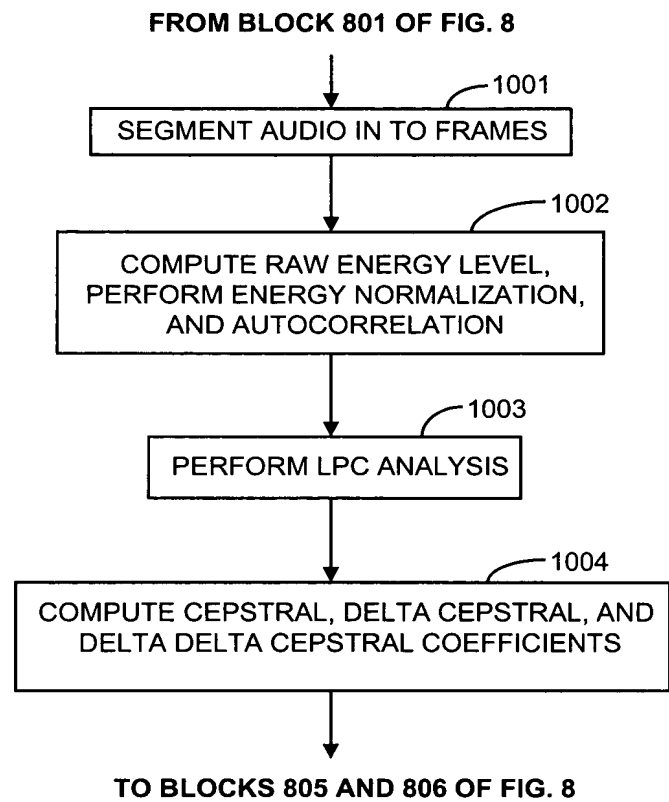 FROM BLOCK 801 OF FIG. 8
1001
SEGMENT AUDIO IN TO FRAMES
1002
COMPUTE RAW ENERGY LEVEL,
PERFORM ENERGY NORMALIZATION,
AND AUTOCORRELATION
1003
PERFORM LPC ANALYSIS
1004
COMPUTE CEPSTRAL, DELTA CEPSTRAL, AND
DELTA DELTA CEPSTRAL COEFFICIENTS
TO BLOCKS 805 AND 806 OF FIG. 8